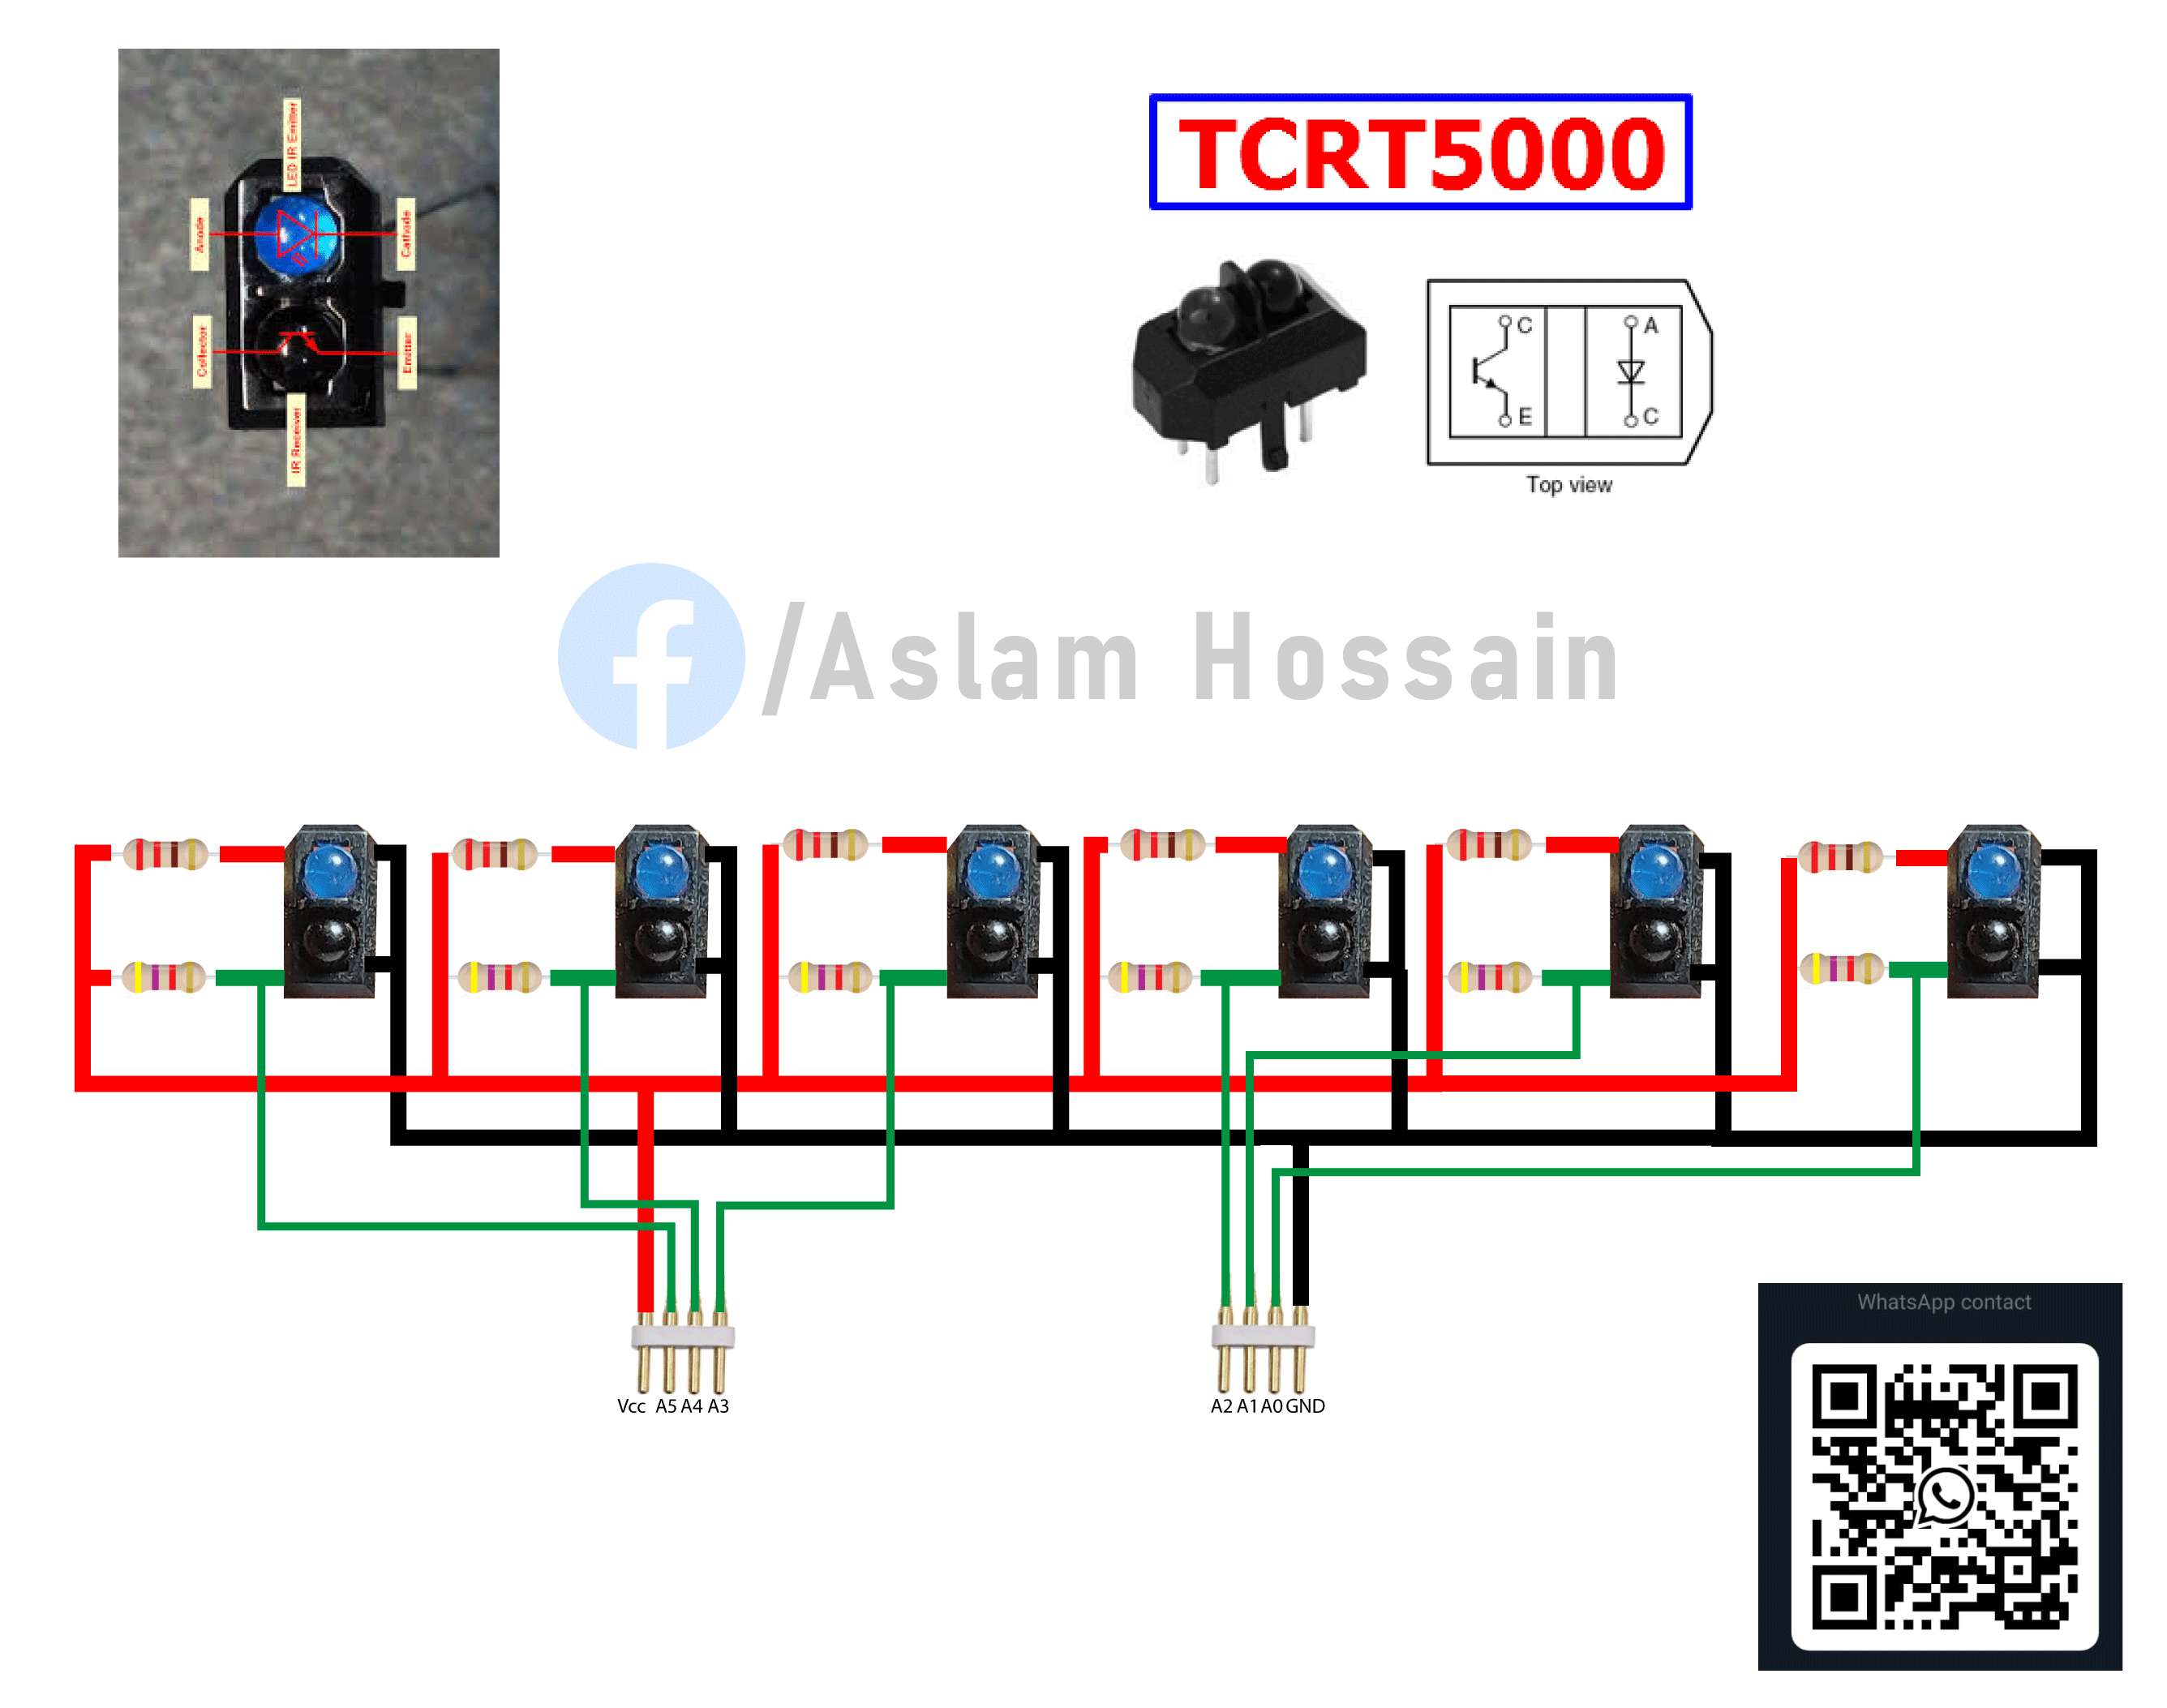 LED IR Emitter
Anode
Cathode
Collector
Emitter
IR Receiver
TCRT5000
C
A
E
C
Top view
/Aslam Hossain
Vcc A5 A4 A3
A2 A1 A0 GND
WhatsApp contact